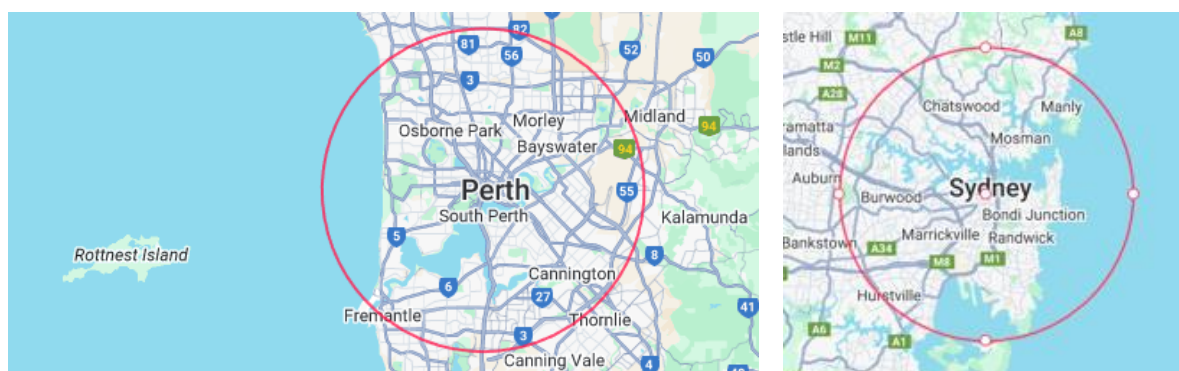 82
81
56
52
50
3
Osborne Park
Morley
Midland
94
Bayswater
94
Perth
55
South Perth
Kalamunda
5
8
Rottnest Island
6
Cannington
27
41
Fremantle
Thornlie
3
Canning Vale
4
stle Hill
M11
A8
M2
A28
Chatswood
Manly
ramatta
Mosman
lands
Auburn
Burwood
Sydney
Bondi Junction
Marrickville
Randwick
Bankstown
A34
M8
M1
Hurstville
A6
A1